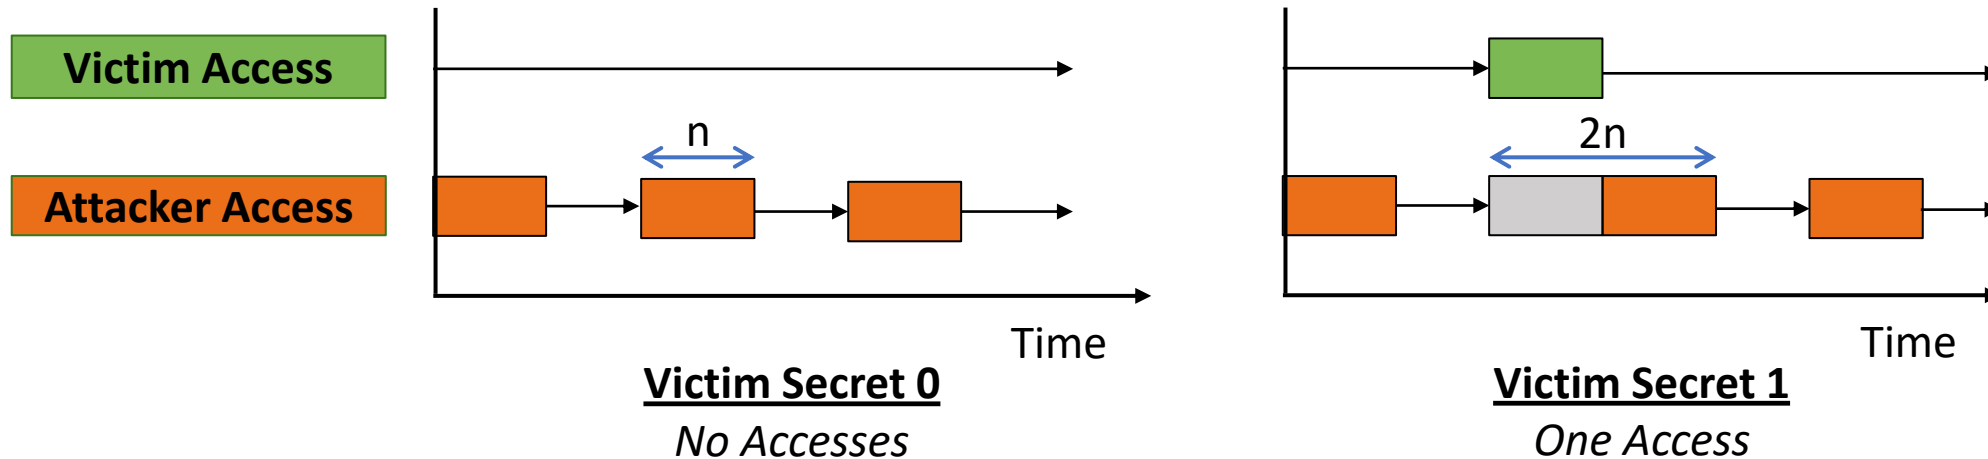 Victim Access
Attacker Access
n
Time
Victim Secret 0
No Accesses
2n
Time
Victim Secret 1
One Access